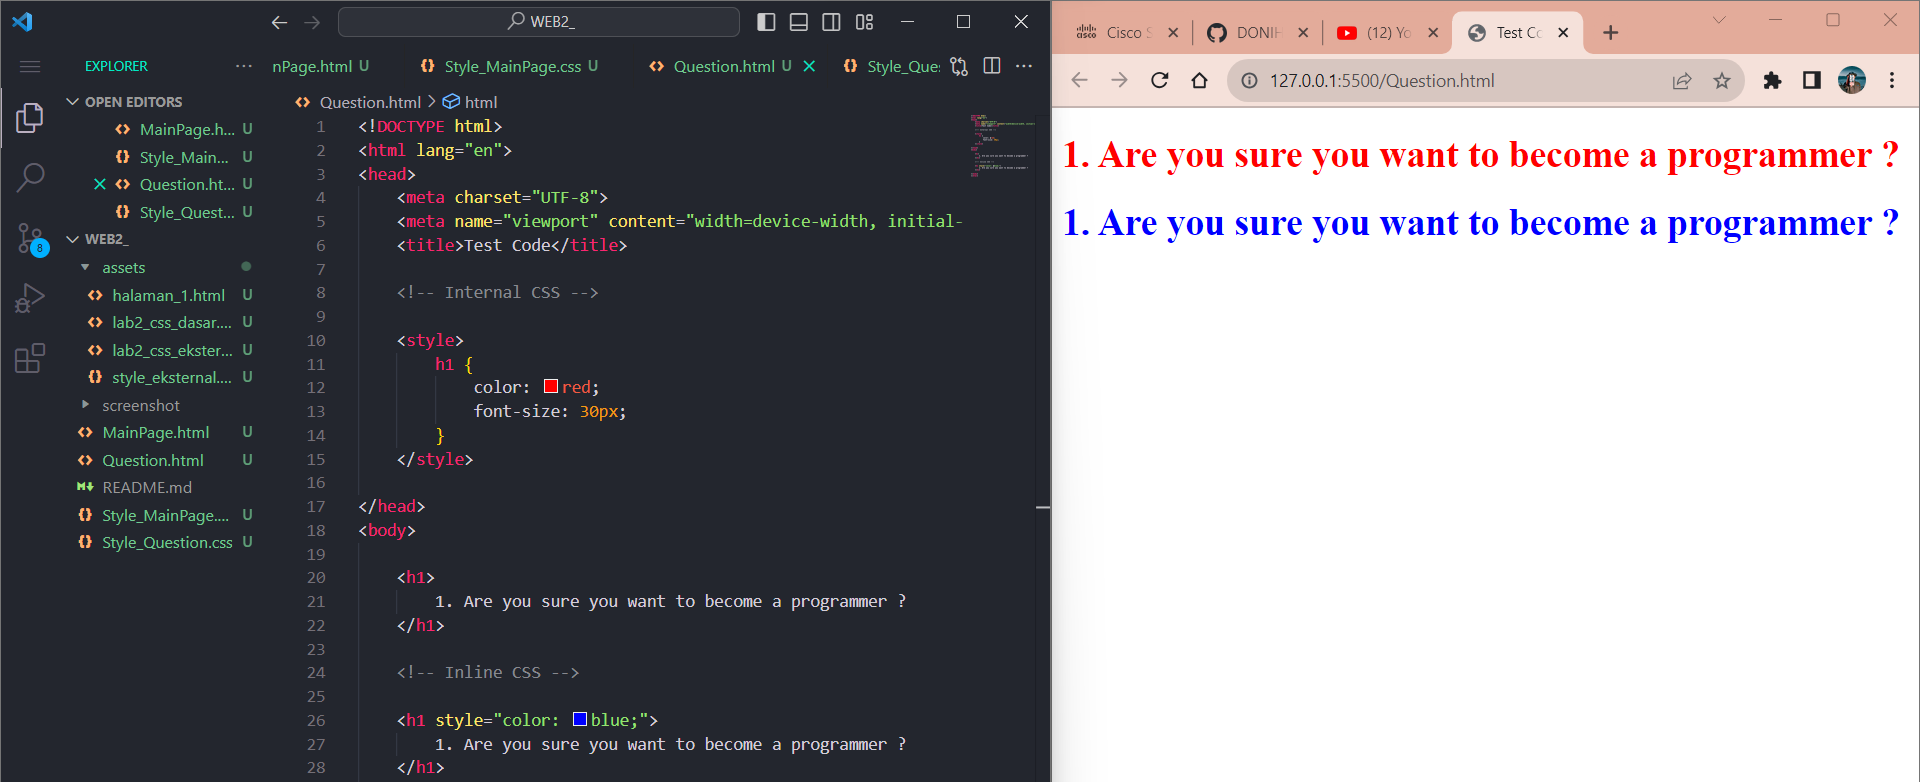 WEB2_
EXPLORER
OPEN EDITORS
MainPage.h...
Style_Main...
Question.ht...
Style_Quest...
8
WEB2_
assets
halaman_1.html U
lab2_css_dasar.... U
lab2_css_ekster... U
style_eksternal.... U
screenshot
MainPage.html U
Question.html U
README.md
Style_MainPage.... U
Style_Question.css U
nPage.html U
Style_MainPage.css U
Question.html U
Style_Que:
Question.html > html
1 <!DOCTYPE html>
2 <html lang="en">
3 <head>
4 <meta charset="UTF-8">
5 <meta name="viewport" content="width=device-width, initial-
6 <title>Test Code</title>
7
8 <!-- Internal CSS -->
9
10 <style>
11 h1 {
12 color: red;
13 font-size: 30px;
14 }
15 </style>
16
17 </head>
18 <body>
19
20 <h1>
21 1. Are you sure you want to become a programmer ?
22 </h1>
23
24 <!-- Inline CSS -->
25
26 <h1 style="color: blue;">
27 1. Are you sure you want to become a programmer ?
28 </h1>
cisco
Cisco S
DONIH
(12) Yo
Test Co
127.0.0.1:5500/Question.html
1. Are you sure you want to become a programmer ?
1. Are you sure you want to become a programmer ?